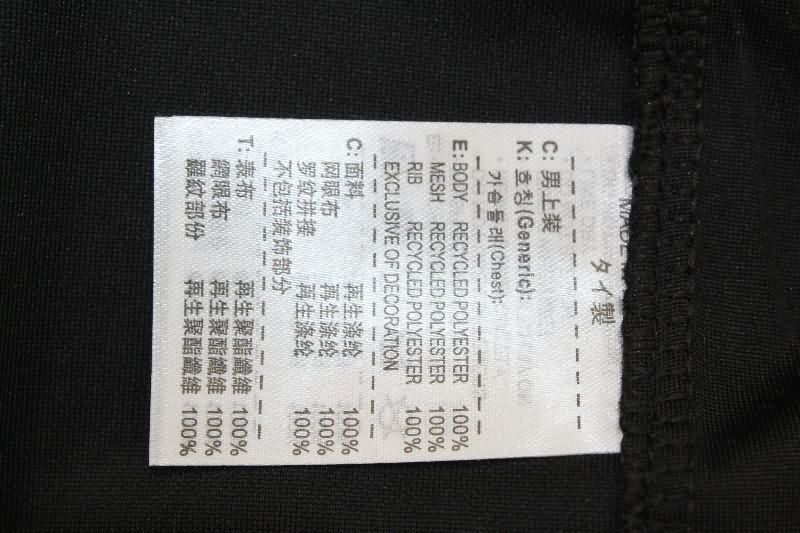 タイ製
C: 男上装
K: 호칭(Generic):
가슴둘레(Chest):
E: BODY RECYCLED POLYESTER 100%
MESH RECYCLED POLYESTER 100%
RIB RECYCLED POLYESTER 100%
EXCLUSIVE OF DECORATION
C: 面料 再生涤纶 100%
网眼布 再生涤纶 100%
罗纹拼接 再生涤纶 100%
不包括装饰部分
T: 表布 再生聚酯纖維 100%
網眼布 再生聚酯纖維 100%
羅紋部份 再生聚酯纖維 100%